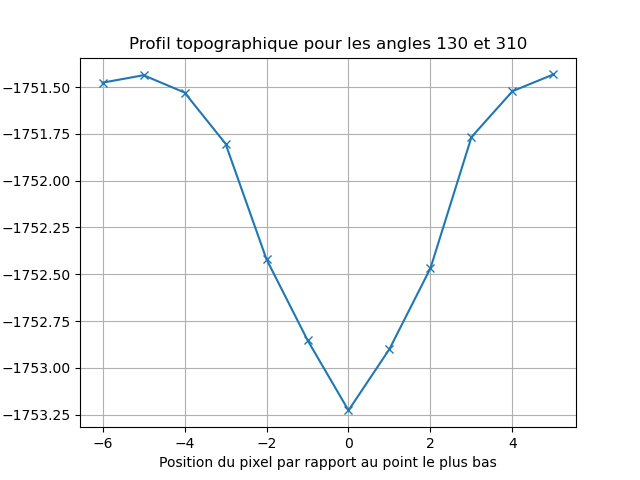 Profil topographique pour les angles 130 et 310
−1751.50
−1751.75
−1752.00
−1752.25
−1752.50
−1752.75
−1753.00
−1753.25
−6 −4 −2 0 2 4
Position du pixel par rapport au point le plus bas